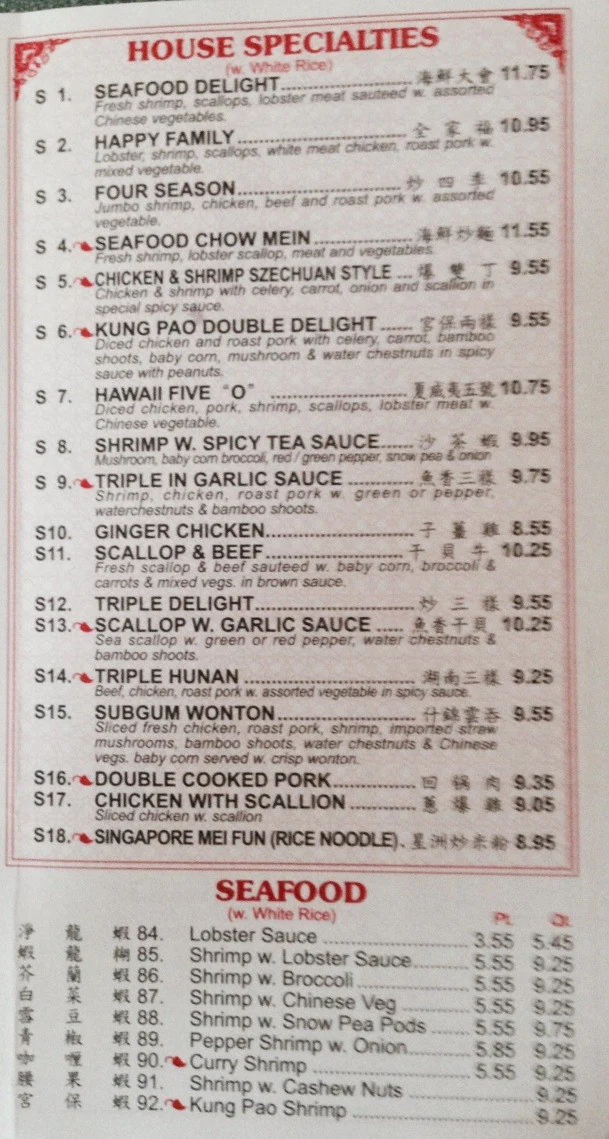 HOUSE SPECIALTIES
(w. White Rice)
S 1. SEAFOOD DELIGHT 海鮮大會 11.75
Fresh shrimp, scallops, lobster meat sauteed w. assorted
Chinese vegetables.
S 2. HAPPY FAMILY 全家福 10.95
Lobster, shrimp, scallops, white meat chicken, roast pork w.
mixed vegetable.
S 3. FOUR SEASON 炒四季 10.55
Jumbo shrimp, chicken, beef and roast pork w. assorted
vegetable.
S 4. SEAFOOD CHOW MEIN 海鮮炒麵 11.55
Fresh shrimp, lobster scallop, meat and vegetables.
S 5. CHICKEN & SHRIMP SZECHUAN STYLE ... 爆雙丁 9.55
Chicken & shrimp with celery, carrot, onion and scallion in
special spicy sauce.
S 6. KUNG PAO DOUBLE DELIGHT ...... 宮保兩樣 9.55
Diced chicken and roast pork with celery, carrot, bamboo
shoots, baby corn, mushroom & water chestnuts in spicy
sauce with peanuts.
S 7. HAWAII FIVE "O" 夏威夷五號 10.75
Diced chicken, pork, shrimp, scallops, lobster meat w.
Chinese vegetable.
S 8. SHRIMP W. SPICY TEA SAUCE...... 沙茶蝦 9.95
Mushroom, baby corn broccoli, red / green pepper, snow pea & onion
S 9. TRIPLE IN GARLIC SAUCE 魚香三樣 9.75
Shrimp, chicken, roast pork w. green or pepper,
waterchestnuts & bamboo shoots.
S10. GINGER CHICKEN 子薑雞 8.55
S11. SCALLOP & BEEF 干貝牛 10.25
Fresh scallop & beef sauteed w. baby corn, broccoli &
carrots & mixed vegs. in brown sauce.
S12. TRIPLE DELIGHT 炒三樣 9.55
S13. SCALLOP W. GARLIC SAUCE ..... 魚香干貝 10.25
Sea scallop w. green or red pepper, water chestnuts &
bamboo shoots.
S14. TRIPLE HUNAN 湖南三樣 9.25
Beef, chicken, roast pork w. assorted vegetable in spicy sauce.
S15. SUBGUM WONTON 什錦雲吞 9.55
Sliced fresh chicken, roast pork, shrimp, imported straw
mushrooms, bamboo shoots, water chestnuts & Chinese
vegs. baby corn served w. crisp wonton.
S16. DOUBLE COOKED PORK 回鍋肉 9.35
S17. CHICKEN WITH SCALLION 蔥爆雞 9.05
Sliced chicken w. scallion
S18. SINGAPORE MEI FUN (RICE NOODLE). 星洲炒米粉 8.95
SEAFOOD
(w. White Rice)
Pt. Qt.
淨龍蝦 84. Lobster Sauce 3.55 5.45
蝦龍糊 85. Shrimp w. Lobster Sauce 5.55 9.25
芥蘭蝦 86. Shrimp w. Broccoli 5.55 9.25
白菜蝦 87. Shrimp w. Chinese Veg 5.55 9.25
雪豆蝦 88. Shrimp w. Snow Pea Pods 5.55 9.75
青椒蝦 89. Pepper Shrimp w. Onion 5.85 9.25
咖喱蝦 90. Curry Shrimp 5.55 9.25
腰果蝦 91. Shrimp w. Cashew Nuts 9.25
宮保蝦 92. Kung Pao Shrimp 9.25